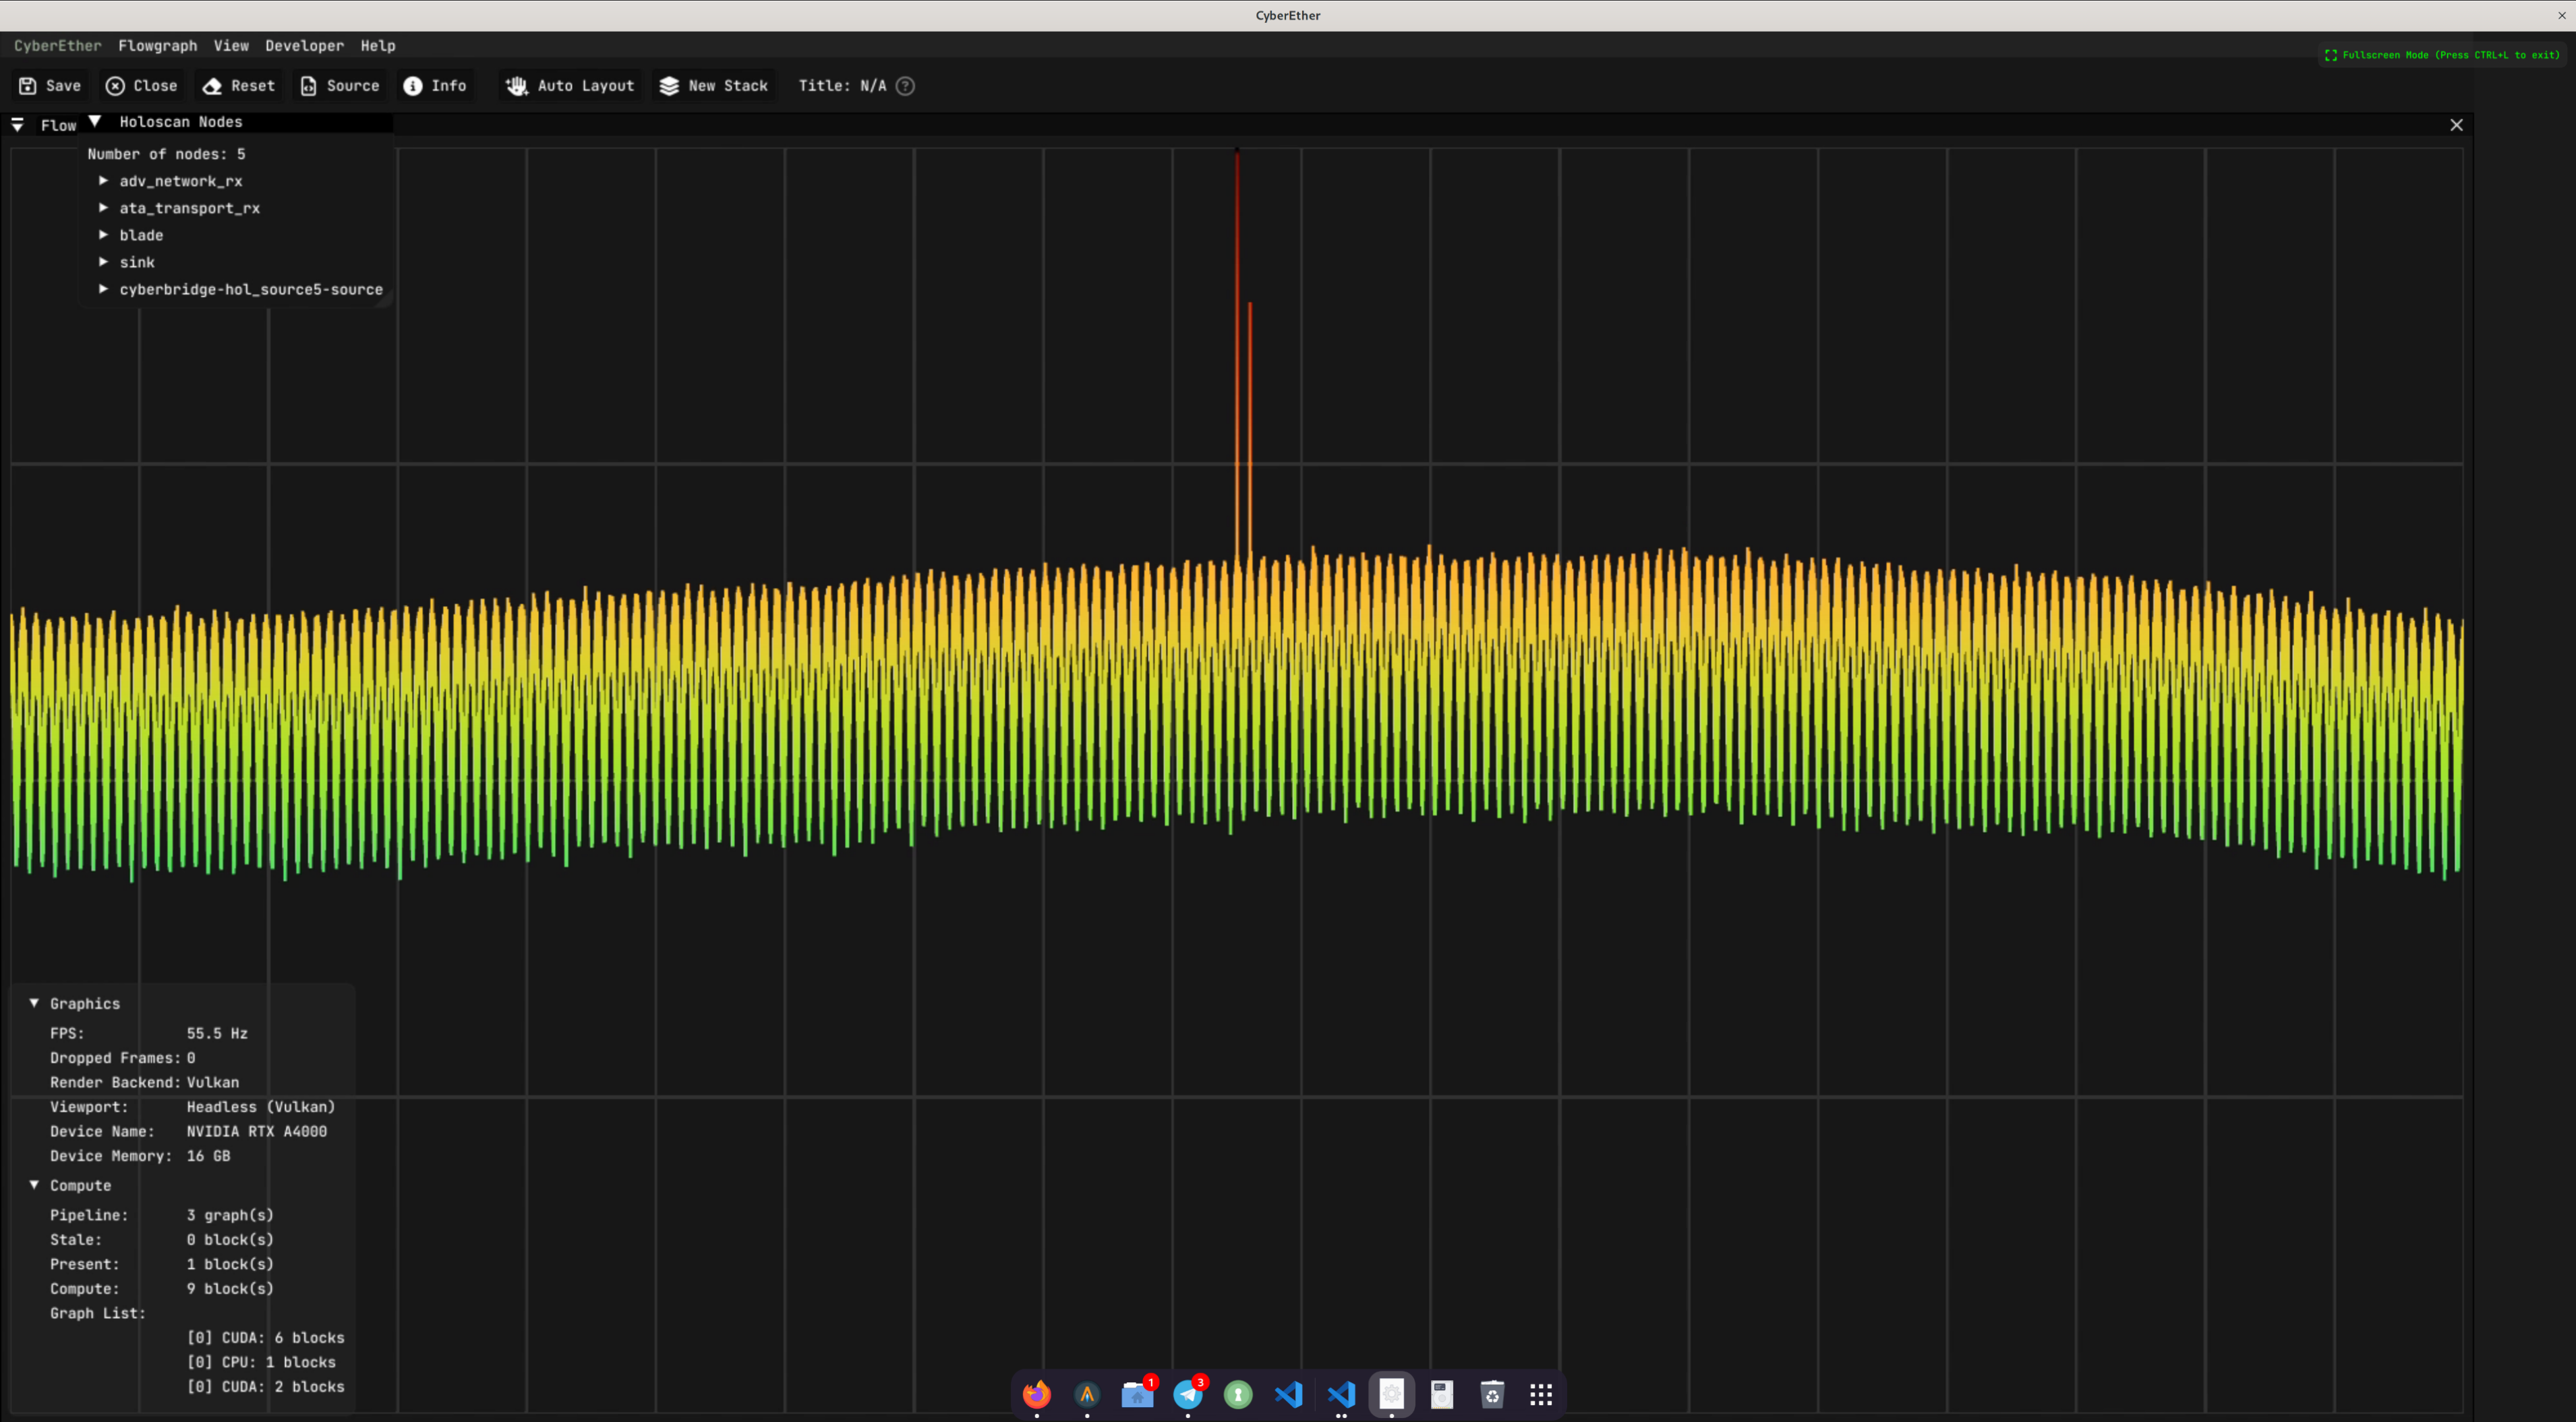 CyberEther
CyberEther Flowgraph View Developer Help
Fullscreen Mode (Press CTRL+L to exit)
Save Close Reset Source Info Auto Layout New Stack Title: N/A ?
Flow
Holoscan Nodes
Number of nodes: 5
adv_network_rx
ata_transport_rx
blade
sink
cyberbridge-hol_source5-source
Graphics
FPS: 55.5 Hz
Dropped Frames: 0
Render Backend: Vulkan
Viewport: Headless (Vulkan)
Device Name: NVIDIA RTX A4000
Device Memory: 16 GB
Compute
Pipeline: 3 graph(s)
Stale: 0 block(s)
Present: 1 block(s)
Compute: 9 block(s)
Graph List:
[0] CUDA: 6 blocks
[0] CPU: 1 blocks
[0] CUDA: 2 blocks
1
3